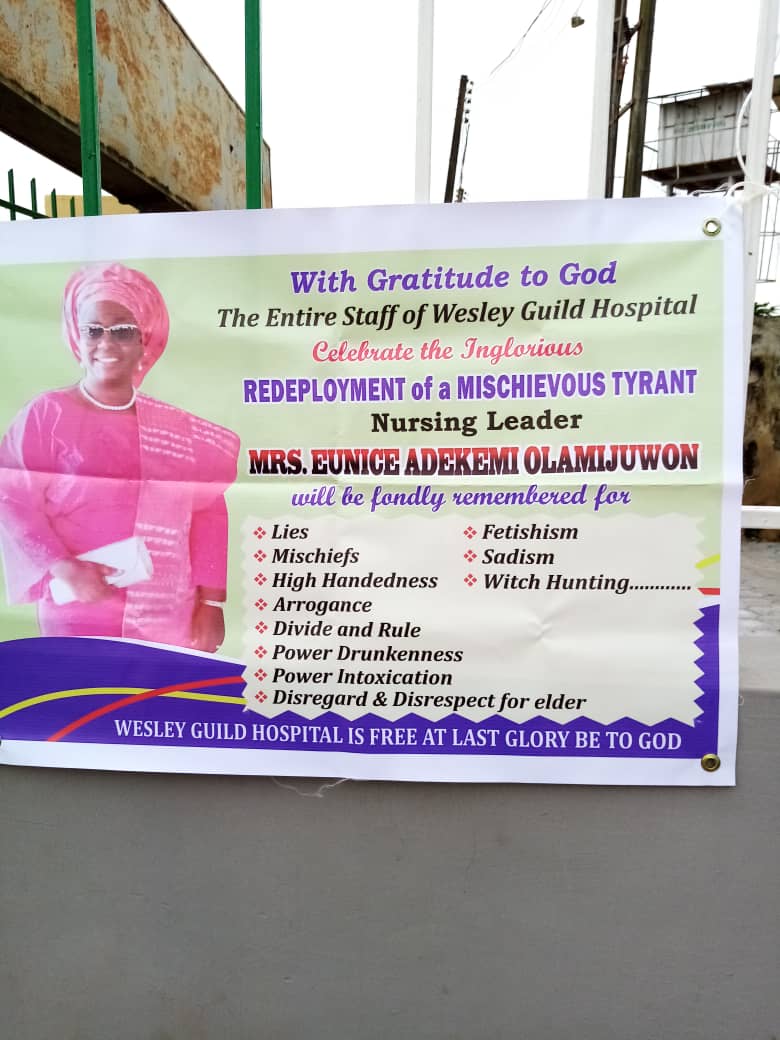 With Gratitude to God
The Entire Staff of Wesley Guild Hospital
Celebrate the Inglorious
REDEPLOYMENT of a MISCHIEVOUS TYRANT
Nursing Leader
MRS. EUNICE ADEKEMI OLAMIJUWON
will be fondly remembered for
Lies
Mischiefs
High Handedness
Arrogance
Divide and Rule
Power Drunkenness
Power Intoxication
Disregard & Disrespect for elder
Fetishism
Sadism
Witch Hunting............
WESLEY GUILD HOSPITAL IS FREE AT LAST GLORY BE TO GOD